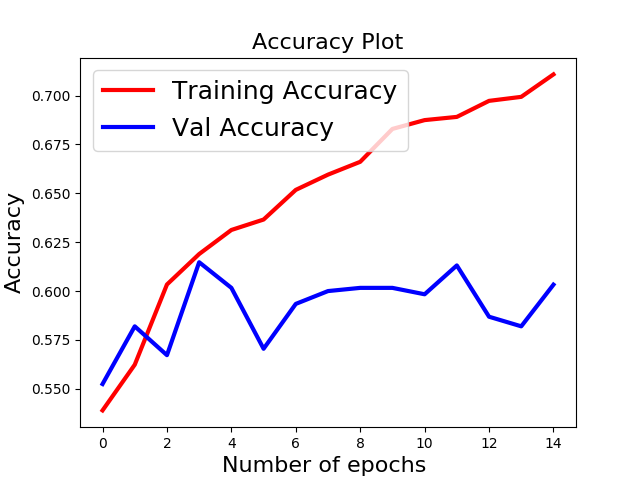 Accuracy Plot
Training Accuracy
Val Accuracy
Accuracy
0.700
0.675
0.650
0.625
0.600
0.575
0.550
0 2 4 6 8 10 12 14
Number of epochs